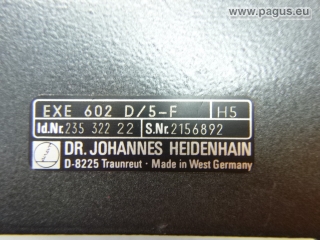 www.pagus.eu
EXE 602 D/5-F H5
Id.Nr. 235 322 22 S.Nr. 2156892
DR. JOHANNES HEIDENHAIN
D-8225 Traunreut · Made in West Germany